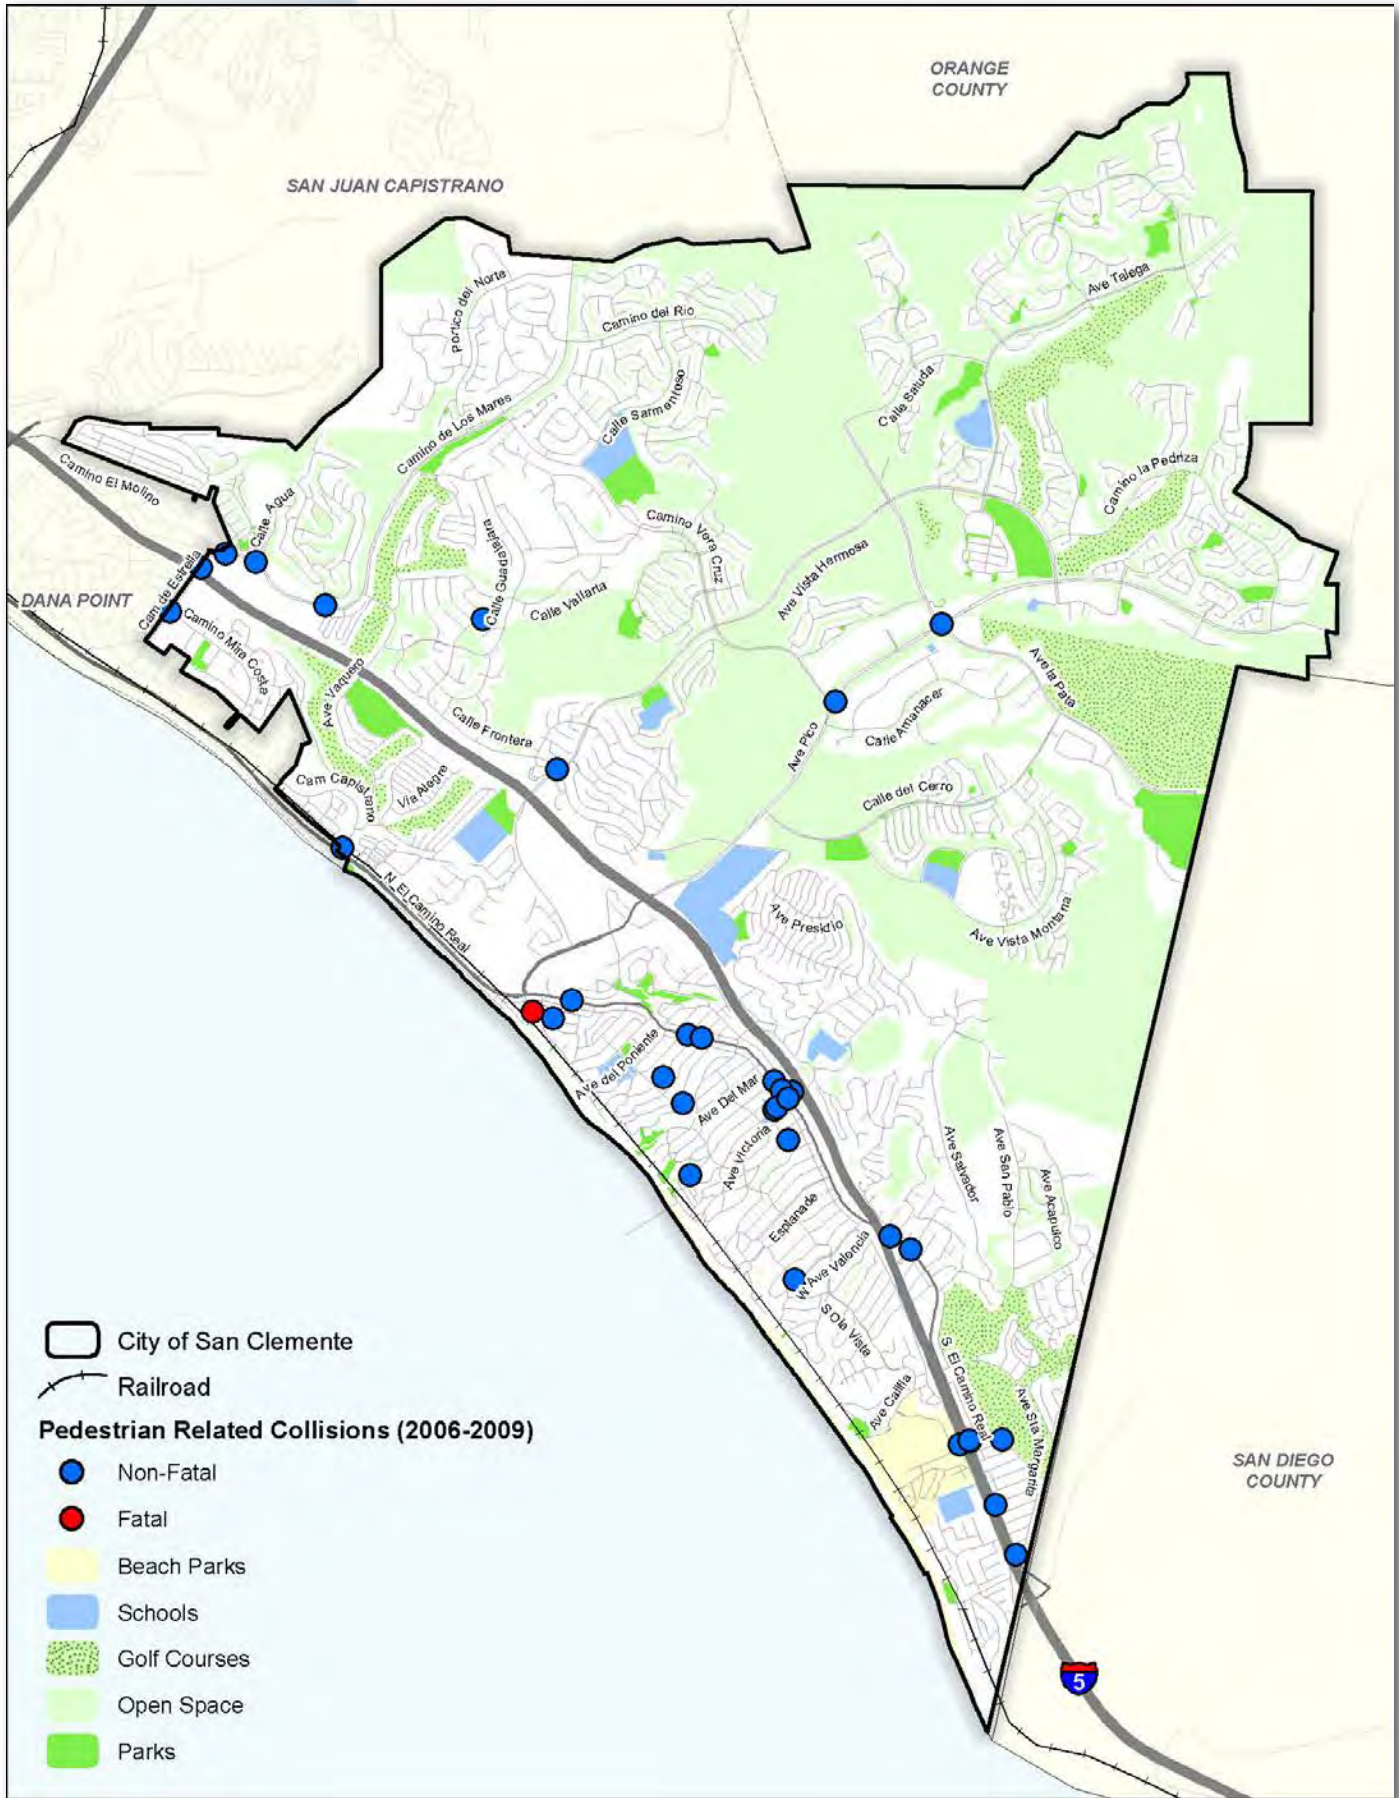 ORANGE
COUNTY
SAN JUAN CAPISTRANO
Portico del Norte
Ave Talega
Camino del Rio
Calle Saluda
Calle Sarmentoso
Camino de Los Mares
Camino la Pedriza
Camino El Molino
Calle Agua
Camino Vera Cruz
Calle Guadalajara
Ave Vista Hermosa
Cam de Estrella
DANA POINT
Calle Vallarta
Camino Mira Costa
Ave Vaquero
Ave la Pata
Calle Amanacer
Calle Frontera
Ave Pico
Cam Capistrano
Via Alegre
Calle del Cerro
N El Camino Real
Ave Presidio
Ave Vista Montana
Ave del Poniente
Ave Del Mar
Ave Victoria
Ave Salvador
Ave San Pablo
Ave Acapulco
Esplanade
W Ave Valencia
S Ola Vista
S El Camino Real
Ave Califia
Ave Sta Margarita
SAN DIEGO
COUNTY
5
City of San Clemente
Railroad
Pedestrian Related Collisions (2006-2009)
Non-Fatal
Fatal
Beach Parks
Schools
Golf Courses
Open Space
Parks